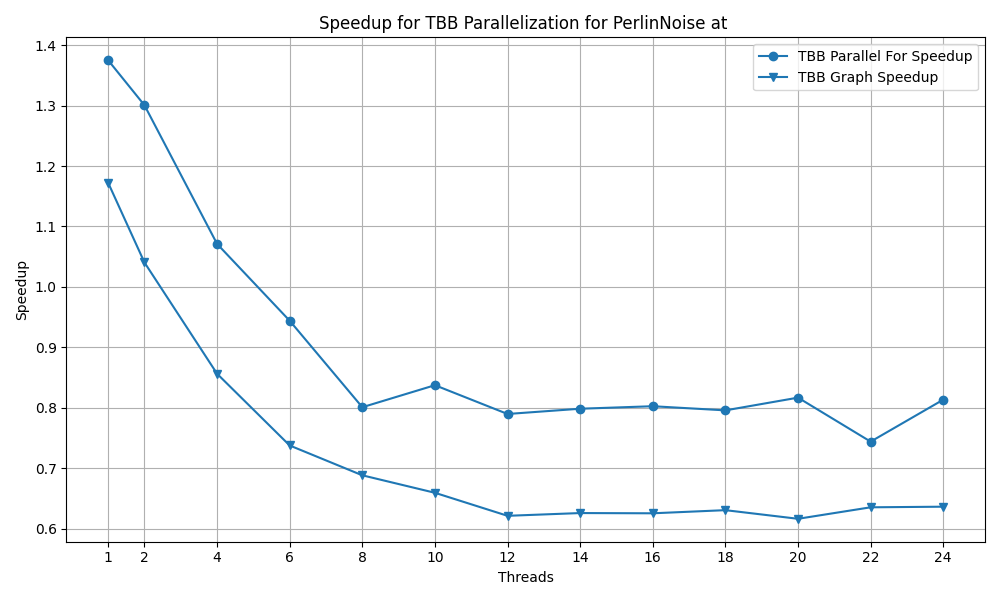 Speedup for TBB Parallelization for PerlinNoise at
TBB Parallel For Speedup
TBB Graph Speedup
Speedup
1.4
1.3
1.2
1.1
1.0
0.9
0.8
0.7
0.6
1 2 4 6 8 10 12 14 16 18 20 22 24
Threads